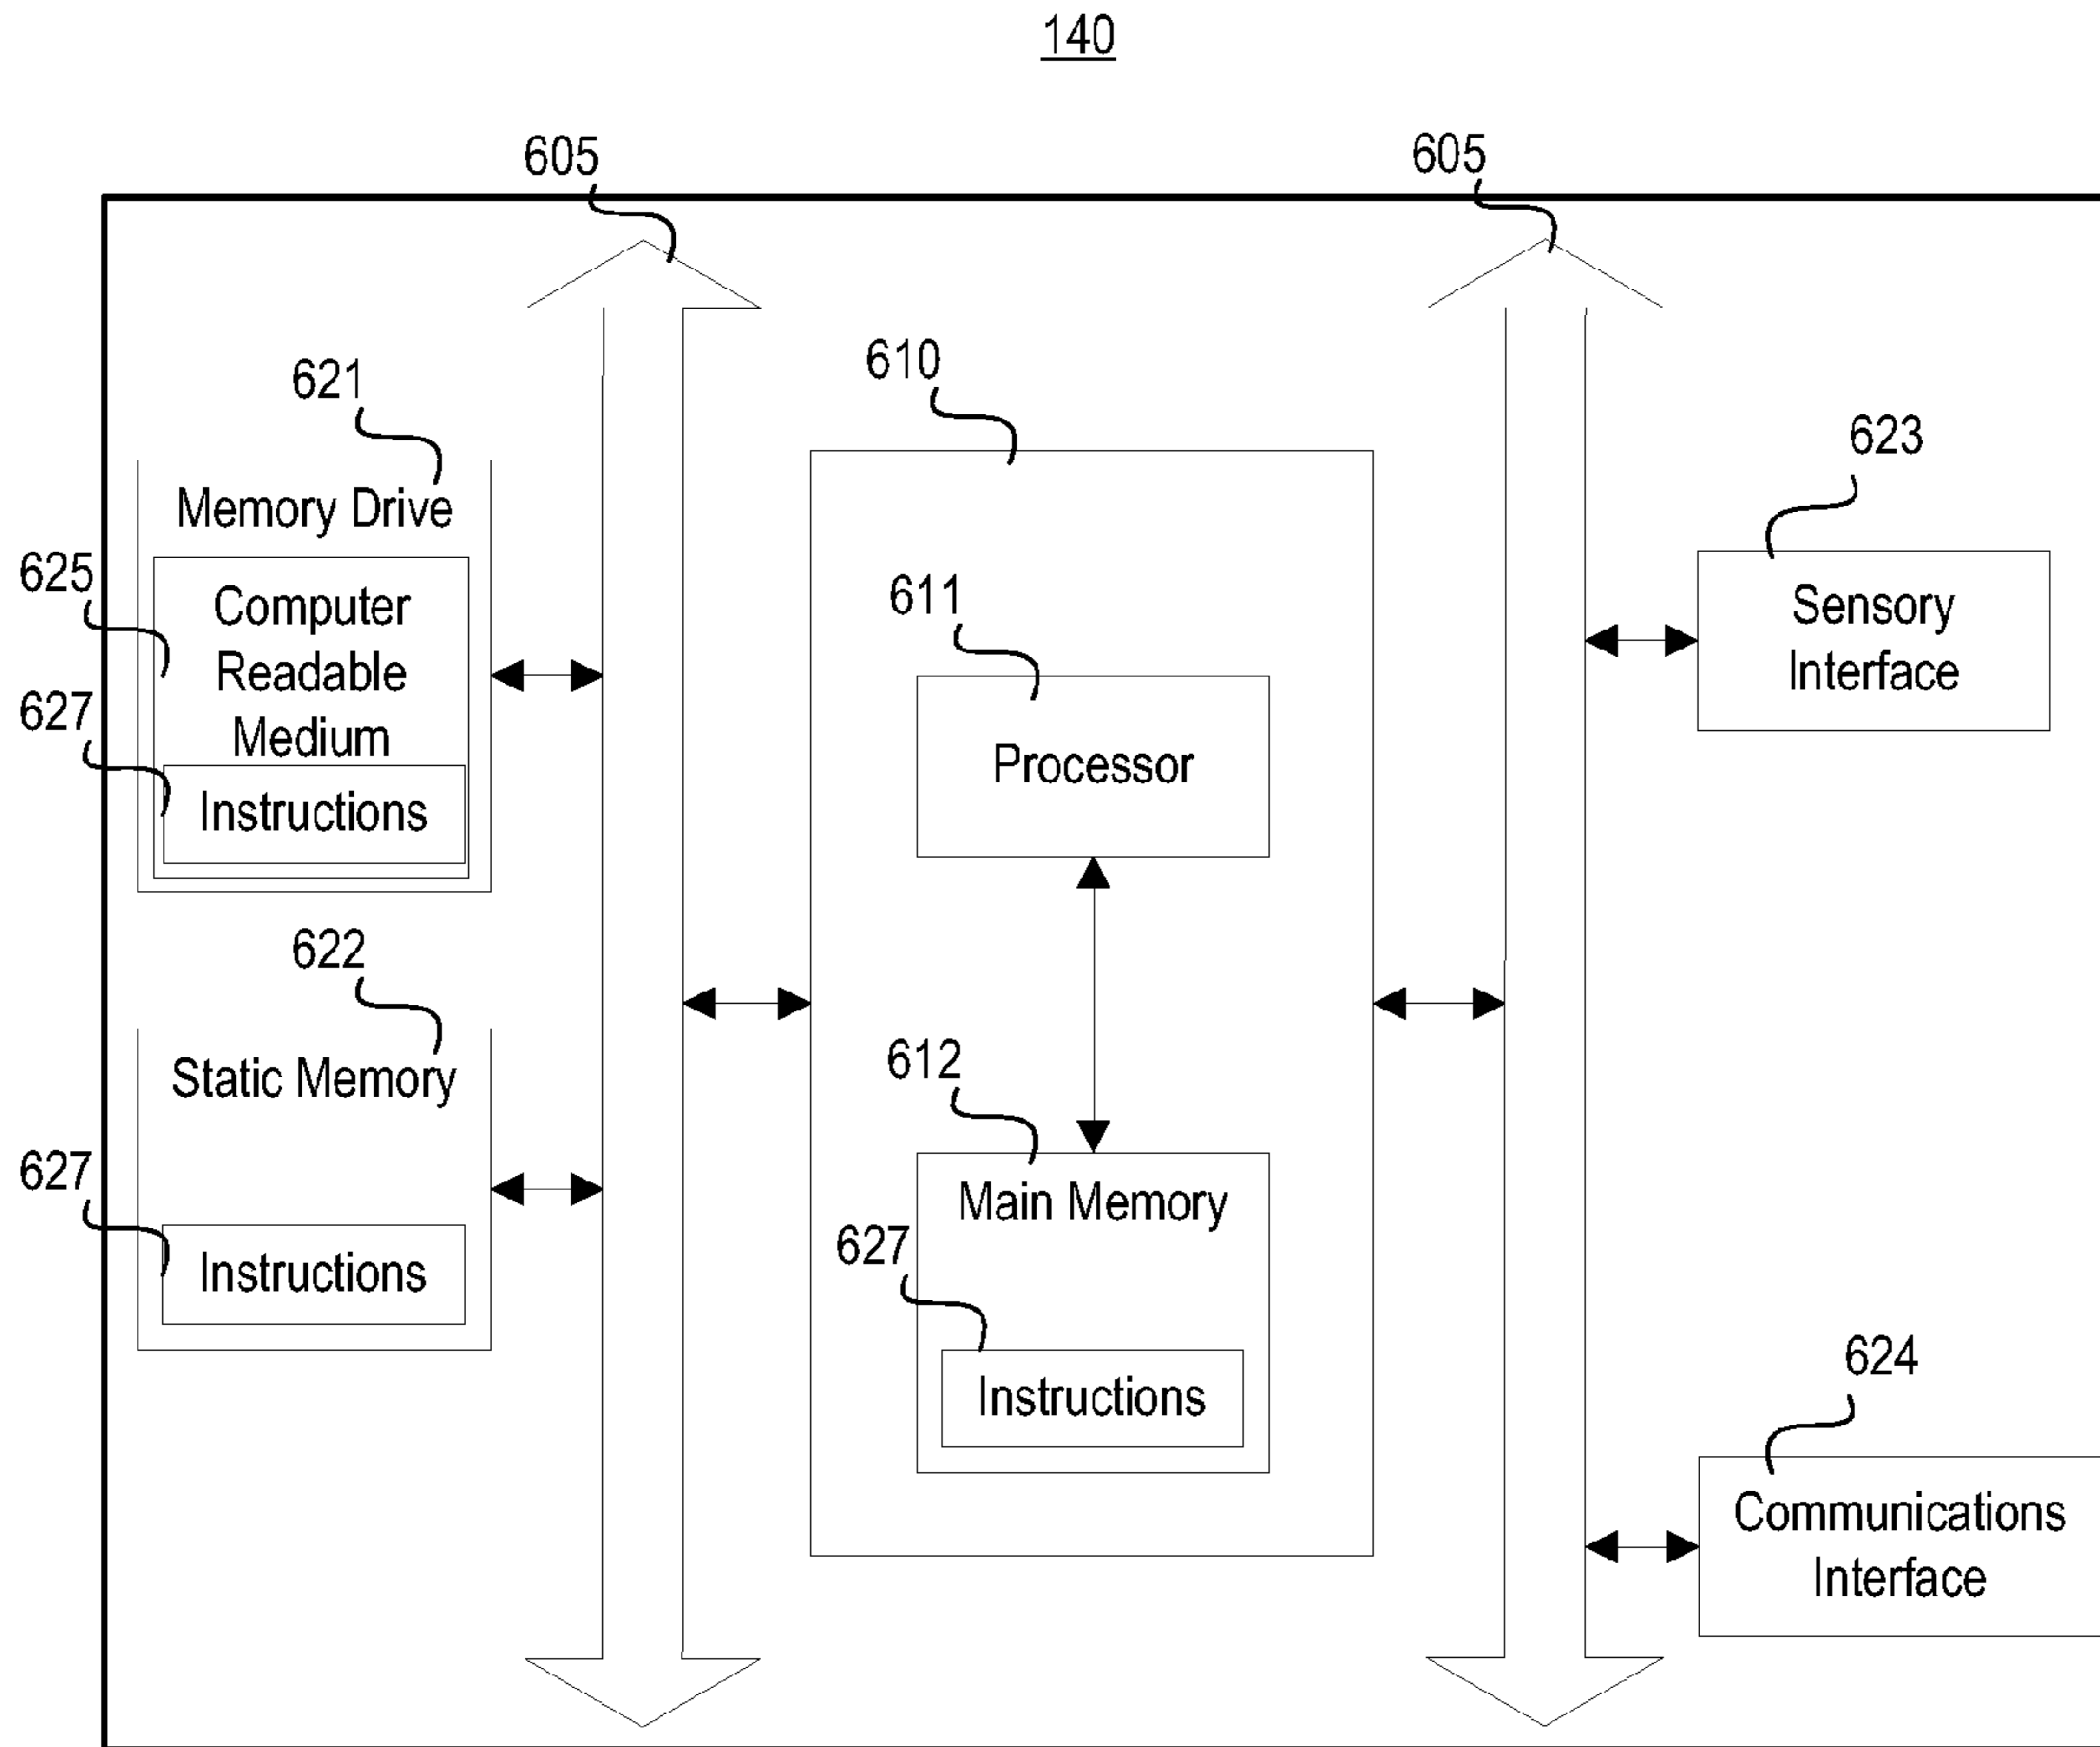 140
605
605
610
621
623
Memory Drive
625
Computer
Readable
Medium
627
Instructions
611
Processor
Sensory
Interface
622
Static Memory
627
Instructions
612
Main Memory
627
Instructions
624
Communications
Interface